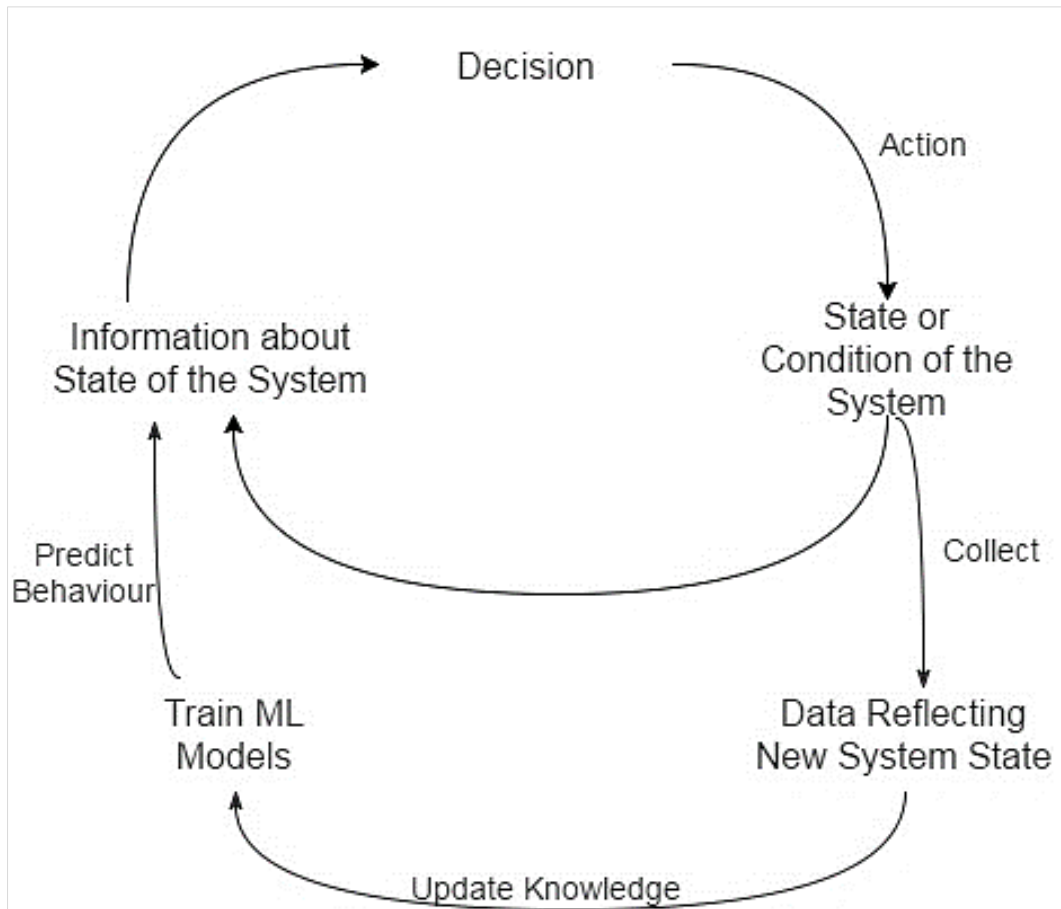 Decision
Action
Information about
State of the System
State or
Condition of the
System
Predict
Behaviour
Collect
Train ML
Models
Data Reflecting
New System State
Update Knowledge